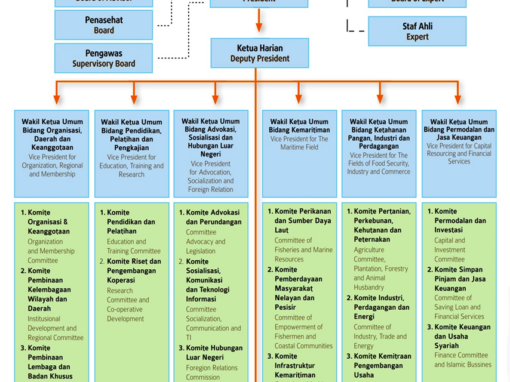 Board of Advisor
Penasehat
Board
Pengawas
Supervisory Board
President
Ketua Harian
Deputy President
Board of Expert
Staf Ahli
Expert
Wakil Ketua Umum
Bidang Organisasi,
Daerah dan
Keanggotaan
Vice President for
Organization, Regional
and Membership
Wakil Ketua Umum
Bidang Pendidikan,
Pelatihan dan
Pengkajian
Vice President for
Education, Training and
Research
Wakil Ketua Umum
Bidang Advokasi,
Sosialisasi dan
Hubungan Luar
Negeri
Vice President
for Advocation,
Socialization and
Foreign Relation
Wakil Ketua Umum
Bidang Kemaritiman
Vice President for The
Maritime Field
Wakil Ketua Umum
Bidang Ketahanan
Pangan, Industri dan
Perdagangan
Vice President for The
Fields of Food Security,
Industry and Commerce
Wakil Ketua Umum
Bidang Permodalan dan
Jasa Keuangan
Vice President for Capital
Resourcing and Financial
Services
1. Komite
Organisasi &
Keanggotaan
Organization
and Membership
Committee
2. Komite
Pembinaan
Kelembagaan
Wilayah dan
Daerah
Institusional
Development and
Regional Committee
3. Komite
Pembinaan
Lembaga dan
Badan Khusus
1. Komite
Pendidikan dan
Pelatihan
Education and
Training Committee
2. Komite Riset dan
Pengembangan
Koperasi
Research
Committee and
Co-operative
Development
1. Komite Advokasi
dan Perundangan
Committee
Advocacy and
Legislation
2. Komite
Sosialisasi,
Komunikasi
dan Teknologi
Informasi
Committee
Socialization,
Communication and
TI
3. Komite Hubungan
Luar Negeri
Foregion Relations
Commission
1. Komite Perikanan
dan Sumber Daya
Laut
Committee of
Fisheries and Marine
Resources
2. Komite
Pemberdayaan
Masyarakat
Nelayan dan
Pesisir
Committee of
Empowerment of
Fishermen and
Coastal Communities
3. Komite
Infrastruktur
Kemaritiman
1. Komite Pertanian,
Perkebunan,
Kehutanan dan
Peternakan
Agriculture
Committee,
Plantation, Forestry
and Animal
Husbandry
2. Komite Industri,
Perdagangan dan
Energi
Committee of
Industry, Trade and
Energy
3. Komite Kemitraan
Pengembangan
Usaha
1. Komite
Permodalan dan
Investasi
Capital and
Investment
Committee
2. Komite Simpan
Pinjam dan Jasa
Keuangan
Committee of
Saving Loan and
Financial Services
3. Komite Keuangan
dan Usaha
Syariah
Finance Committee
and Islamic Bussines